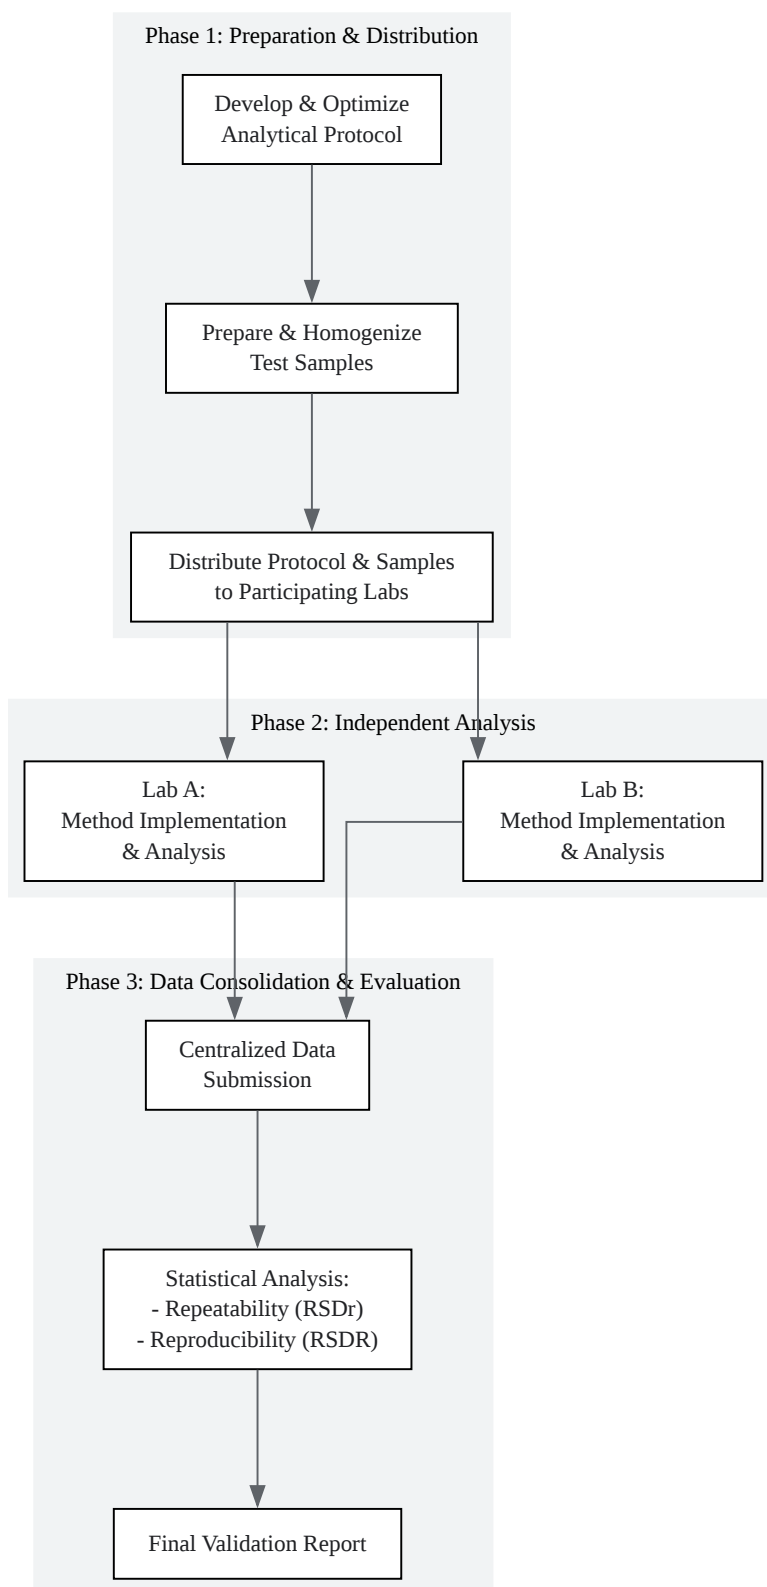 Phase 1: Preparation & Distribution
Develop & Optimize
Analytical Protocol
Prepare & Homogenize
Test Samples
Distribute Protocol & Samples
to Participating Labs
Phase 2: Independent Analysis
Lab A:
Method Implementation
& Analysis
Lab B:
Method Implementation
& Analysis
Phase 3: Data Consolidation & Evaluation
Centralized Data
Submission
Statistical Analysis:
- Repeatability (RSDr)
- Reproducibility (RSDR)
Final Validation Report